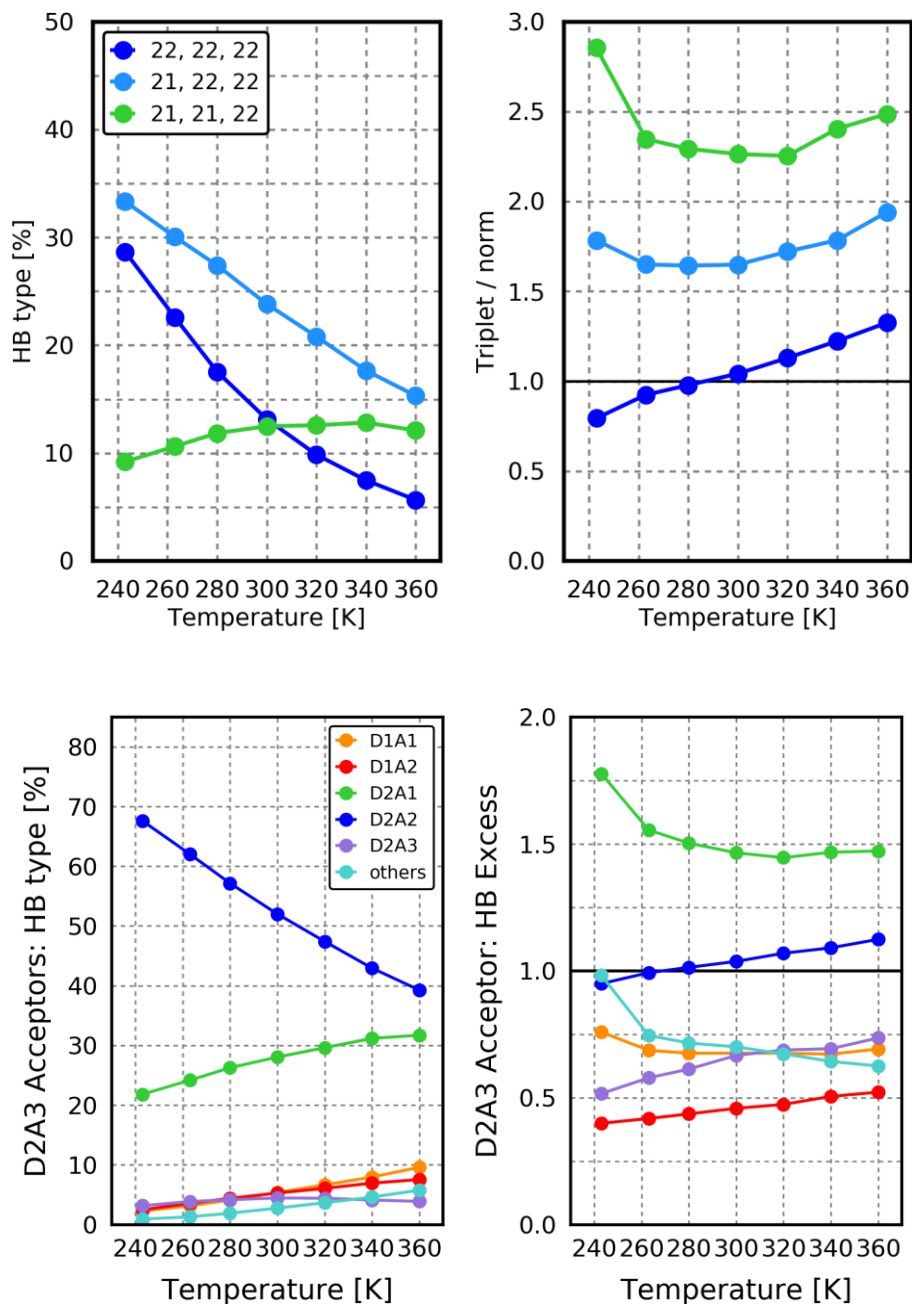 50
40
30
20
10
0
HB type [%]
22, 22, 22
21, 22, 22
21, 21, 22
240 260 280 300 320 340 360
Temperature [K]
3.0
2.5
2.0
1.5
1.0
0.5
0.0
Triplet / norm
240 260 280 300 320 340 360
Temperature [K]
80
70
60
50
40
30
20
10
0
D2A3 Acceptors: HB type [%]
D1A1
D1A2
D2A1
D2A2
D2A3
others
240 260 280 300 320 340 360
Temperature [K]
2.0
1.5
1.0
0.5
0.0
D2A3 Acceptor: HB Excess
240 260 280 300 320 340 360
Temperature [K]